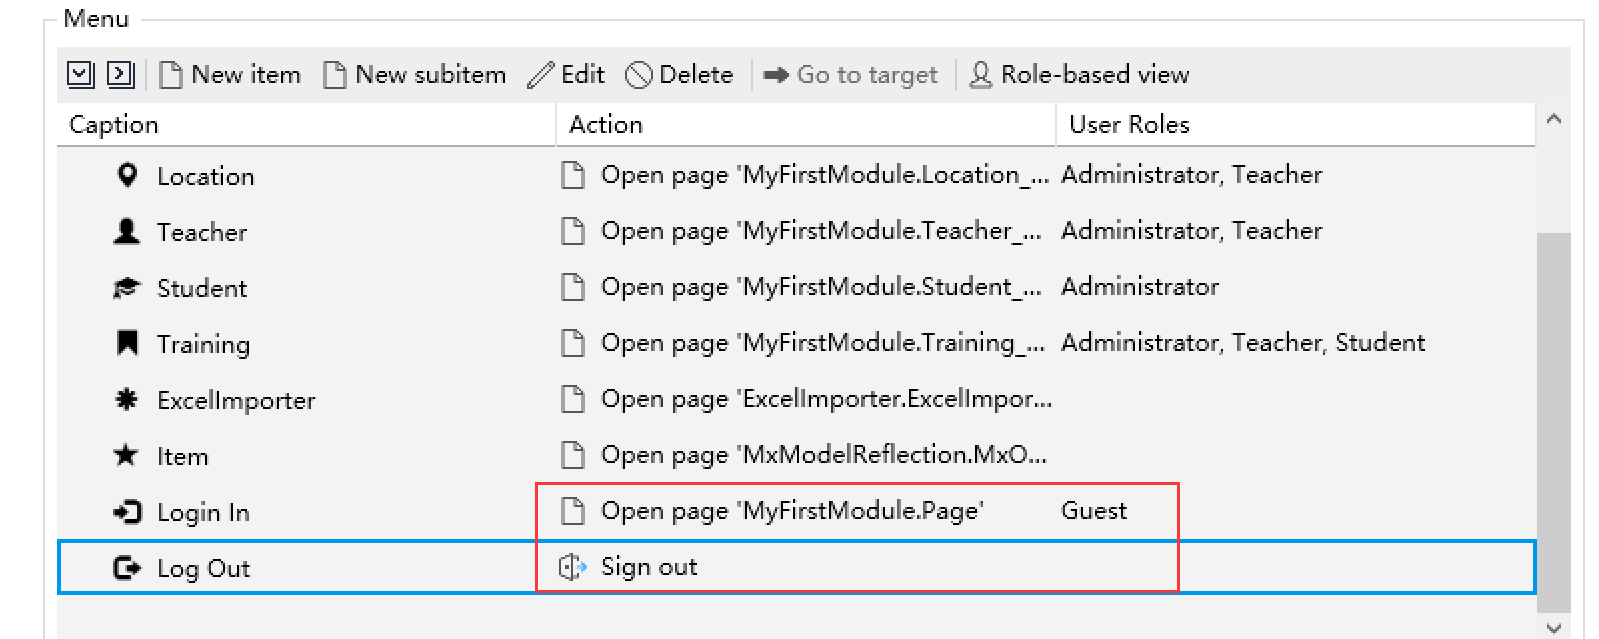 Menu
New item New subitem Edit Delete Go to target Role-based view
Caption Action User Roles
Location Open page 'MyFirstModule.Location_... Administrator, Teacher
Teacher Open page 'MyFirstModule.Teacher_... Administrator, Teacher
Student Open page 'MyFirstModule.Student_... Administrator
Training Open page 'MyFirstModule.Training_... Administrator, Teacher, Student
ExcelImporter Open page 'ExcelImporter.ExcelImpor...
Item Open page 'MxModelReflection.MxO...
Login In Open page 'MyFirstModule.Page' Guest
Log Out Sign out